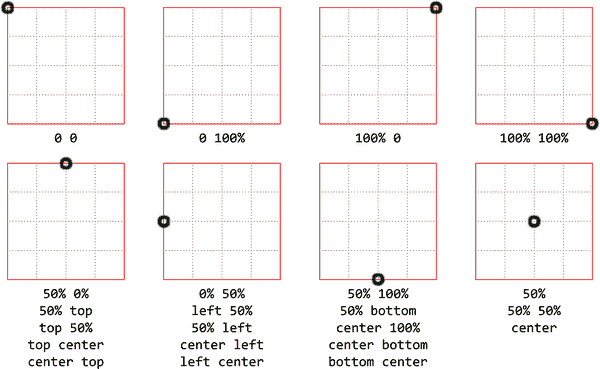 0 0
0 100%
100% 0
100% 100%
50% 0%
50% top
top 50%
top center
center top
0% 50%
left 50%
50% left
center left
left center
50% 100%
50% bottom
center 100%
center bottom
bottom center
50%
50% 50%
center